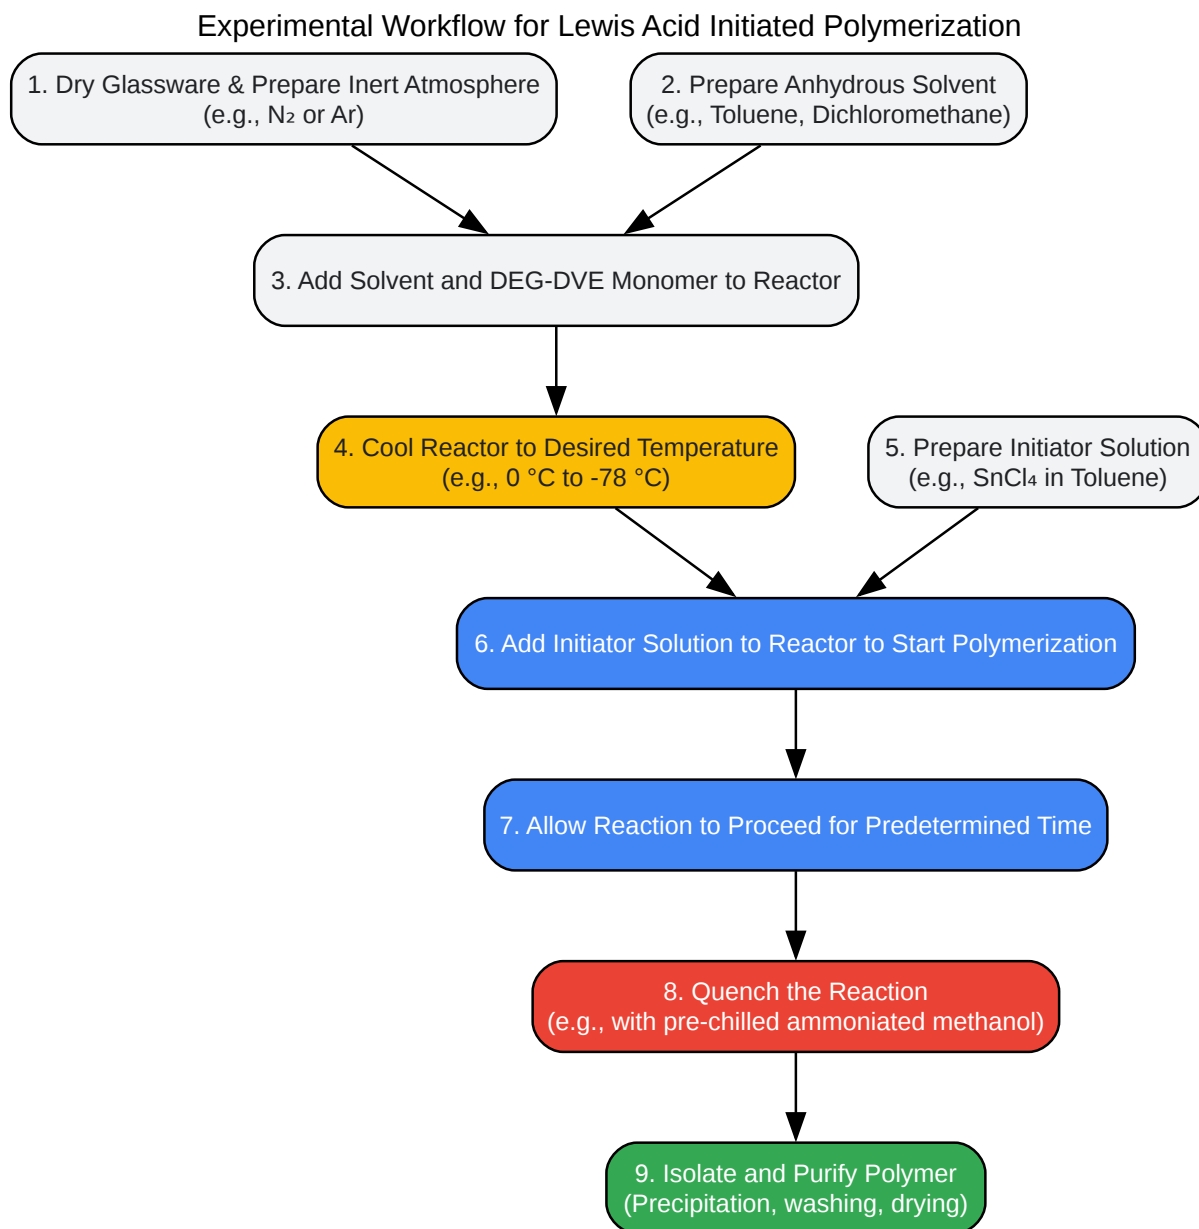 Experimental Workflow for Lewis Acid Initiated Polymerization
1. Dry Glassware & Prepare Inert Atmosphere
(e.g., N₂ or Ar)
2. Prepare Anhydrous Solvent
(e.g., Toluene, Dichloromethane)
3. Add Solvent and DEG-DVE Monomer to Reactor
4. Cool Reactor to Desired Temperature
(e.g., 0 °C to -78 °C)
5. Prepare Initiator Solution
(e.g., SnCl₄ in Toluene)
6. Add Initiator Solution to Reactor to Start Polymerization
7. Allow Reaction to Proceed for Predetermined Time
8. Quench the Reaction
(e.g., with pre-chilled ammoniated methanol)
9. Isolate and Purify Polymer
(Precipitation, washing, drying)